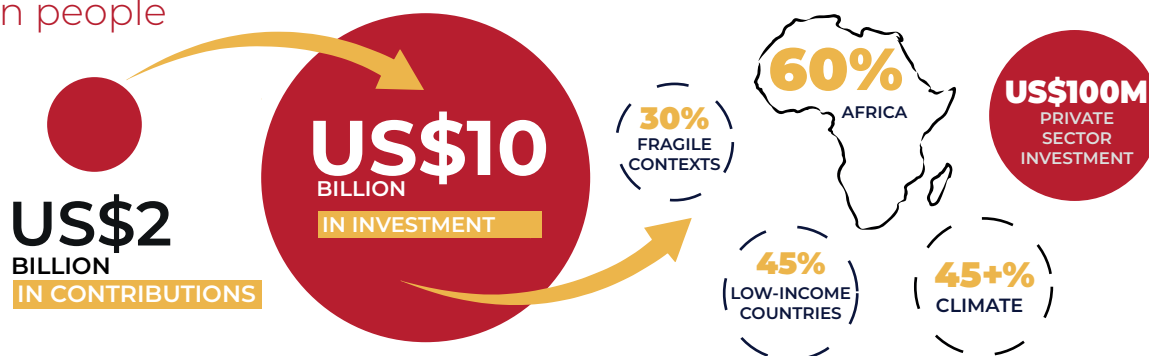 n people
US$2
BILLION
IN CONTRIBUTIONS
US$10
BILLION
IN INVESTMENT
30%
FRAGILE
CONTEXTS
60%
AFRICA
US$100M
PRIVATE
SECTOR
INVESTMENT
45%
LOW-INCOME
COUNTRIES
45+%
CLIMATE